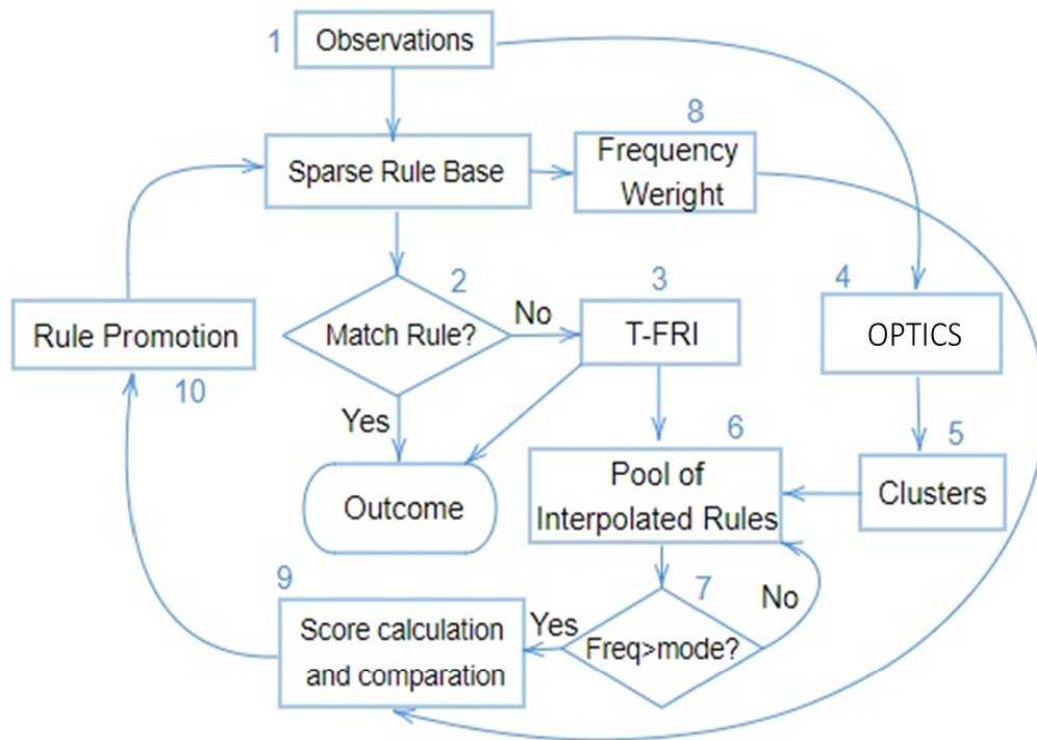 1
Observations
8
Frequency
Weright
Sparse Rule Base
2
3
4
No
Rule Promotion
Match Rule?
T-FRI
OPTICS
10
Yes
6
5
Pool of
Interpolated Rules
Clusters
Outcome
9
7
No
Score calculation
and comparation
Yes
Freq>mode?